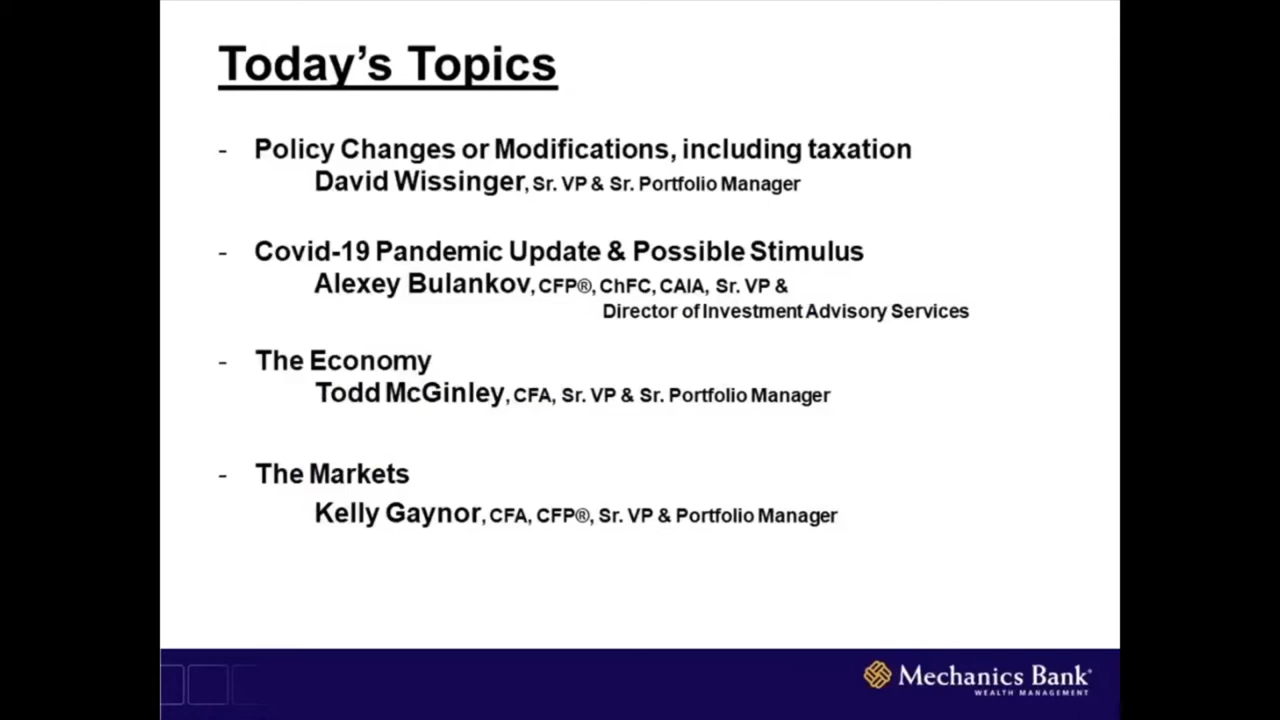 Today's Topics
- Policy Changes or Modifications, including taxation
David Wissinger, Sr. VP & Sr. Portfolio Manager
- Covid-19 Pandemic Update & Possible Stimulus
Alexey Bulankov, CFP®, ChFC, CAIA, Sr. VP &
Director of Investment Advisory Services
- The Economy
Todd McGinley, CFA, Sr. VP & Sr. Portfolio Manager
- The Markets
Kelly Gaynor, CFA, CFP®, Sr. VP & Portfolio Manager
Mechanics Bank
WEALTH MANAGEMENT